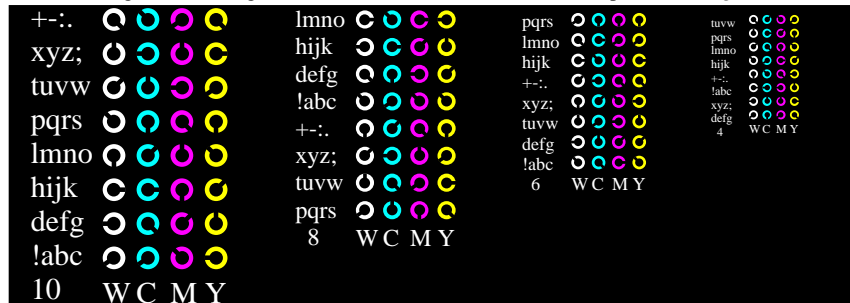 +-:.
xyz;
tuvw
pqrs
lmno
hijk
defg
!abc
10 W C M Y
lmno
hijk
defg
!abc
+-:.
xyz;
tuvw
pqrs
8 W C M Y
pqrs
lmno
hijk
+-:.
xyz;
tuvw
defg
!abc
6 W C M Y
tuvw
pqrs
lmno
hijk
+-:.
!abc
xyz;
defg
4 W C M Y